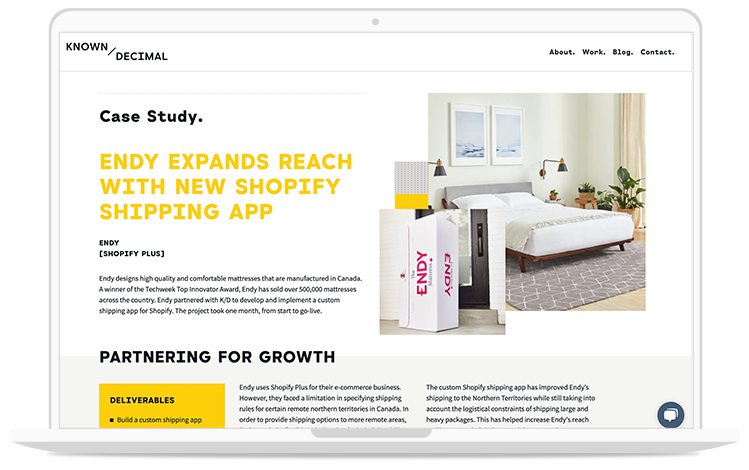 KNOWN
DECIMAL
About. Work. Blog. Contact.
Case Study.
ENDY EXPANDS REACH
WITH NEW SHOPIFY
SHIPPING APP
ENDY
[SHOPIFY PLUS]
Endy designs high quality and comfortable mattresses that are manufactured in Canada.
A winner of the Techweek Top Innovator Award, Endy has sold over 500,000 mattresses
across the country. Endy partnered with K/D to develop and implement a custom
shipping app for Shopify. The project took one month, from start to go-live.
The
ENDY
Mattress
ENDY
PARTNERING FOR GROWTH
DELIVERABLES
Build a custom shipping app
Endy uses Shopify Plus for their e-commerce business.
However, they faced a limitation in specifying shipping
rules for certain remote northern territories in Canada. In
order to provide shipping options to more remote areas,
The custom Shopify shipping app has improved Endy's
shipping to the Northern Territories while still taking into
account the logistical constraints of shipping large and
heavy packages. This has helped increase Endy's reach